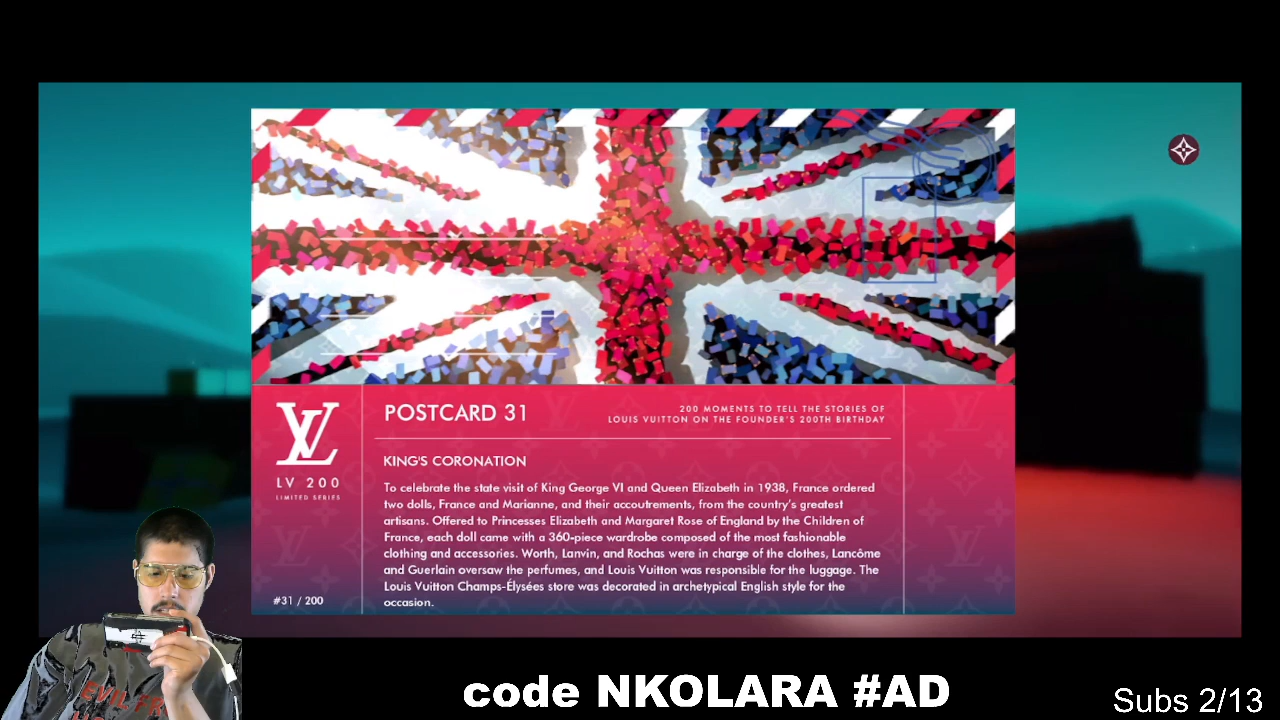 POSTCARD 31
200 MOMENTS TO TELL THE STORIES OF
LOUIS VUITTON ON THE FOUNDER'S 200TH BIRTHDAY
LV
LV 200
LIMITED SERIES
KING'S CORONATION
To celebrate the state visit of King George VI and Queen Elizabeth in 1938, France ordered
two dolls, France and Marianne, and their accoutrements, from the country's greatest
artisans. Offered to Princesses Elizabeth and Margaret Rose of England by the Children of
France, each doll came with a 360-piece wardrobe composed of the most fashionable
clothing and accessories. Worth, Lanvin, and Rochas were in charge of the clothes, Lancôme
and Guerlain oversaw the perfumes, and Louis Vuitton was responsible for the luggage. The
Louis Vuitton Champs-Élysées store was decorated in archetypical English style for the
occasion.
#31 / 200
EVIL FR
code NKOLARA #AD
Subs 2/13